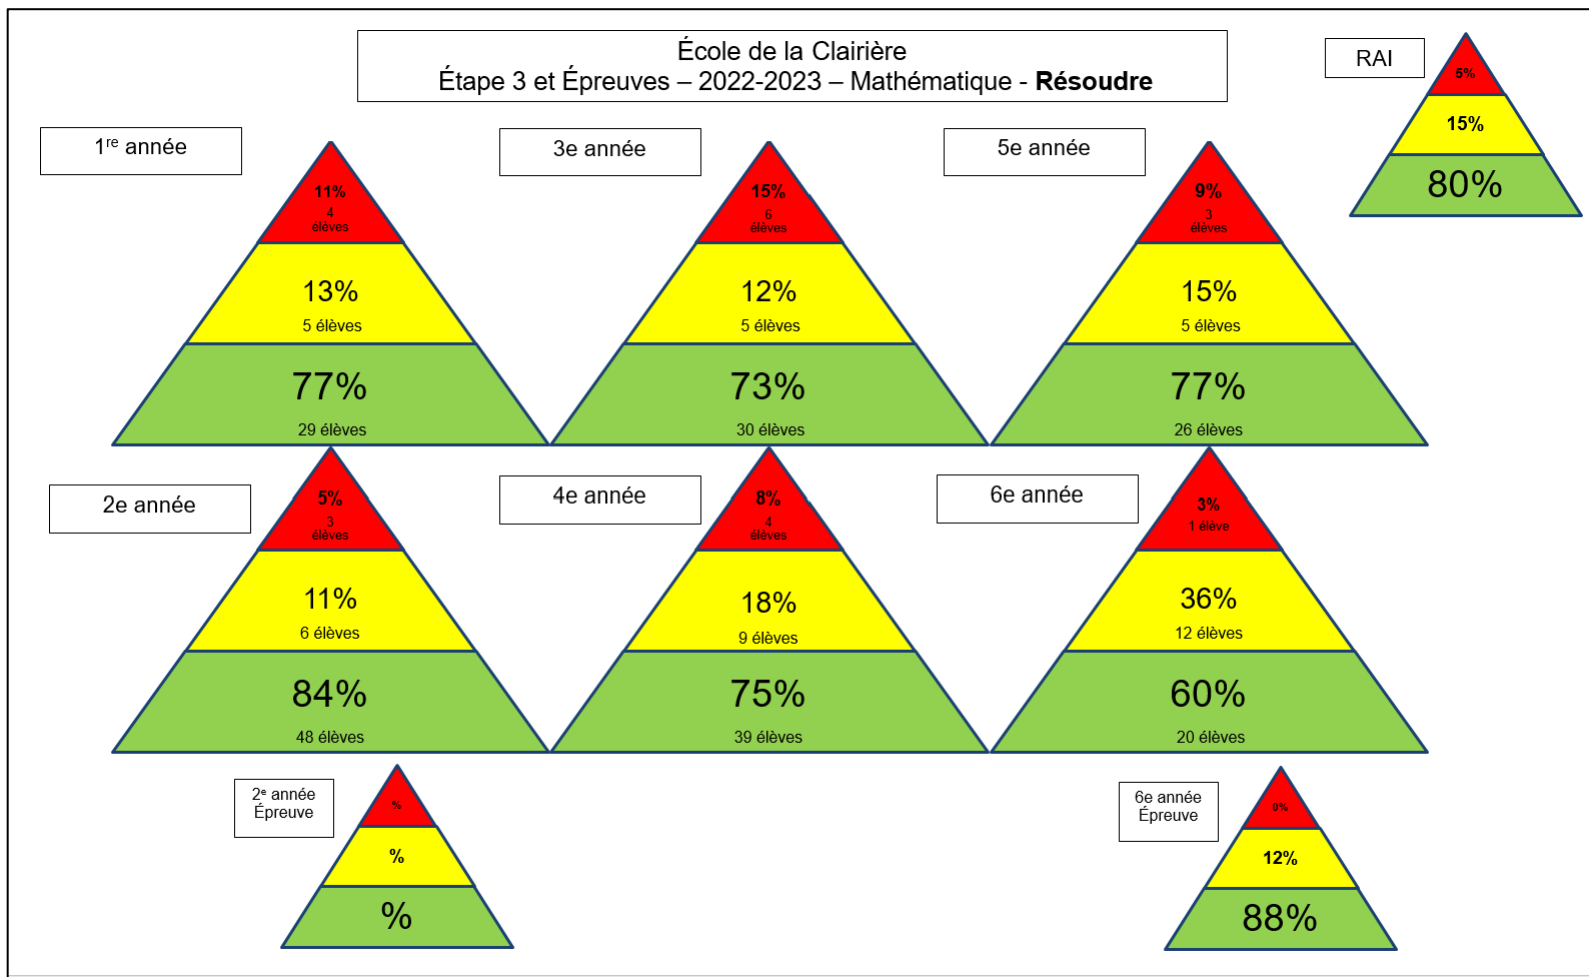 École de la Clairière
Étape 3 et Épreuves – 2022-2023 – Mathématique - Résoudre
RAI
5%
15%
80%
1re année
11%
4
élèves
13%
5 élèves
77%
29 élèves
3e année
15%
6
élèves
12%
5 élèves
73%
30 élèves
5e année
9%
3
élèves
15%
5 élèves
77%
26 élèves
2e année
5%
3
élèves
11%
6 élèves
84%
48 élèves
4e année
8%
4
élèves
18%
9 élèves
75%
39 élèves
6e année
3%
1 élève
36%
12 élèves
60%
20 élèves
2e année
Épreuve
%
%
%
6e année
Épreuve
0%
12%
88%